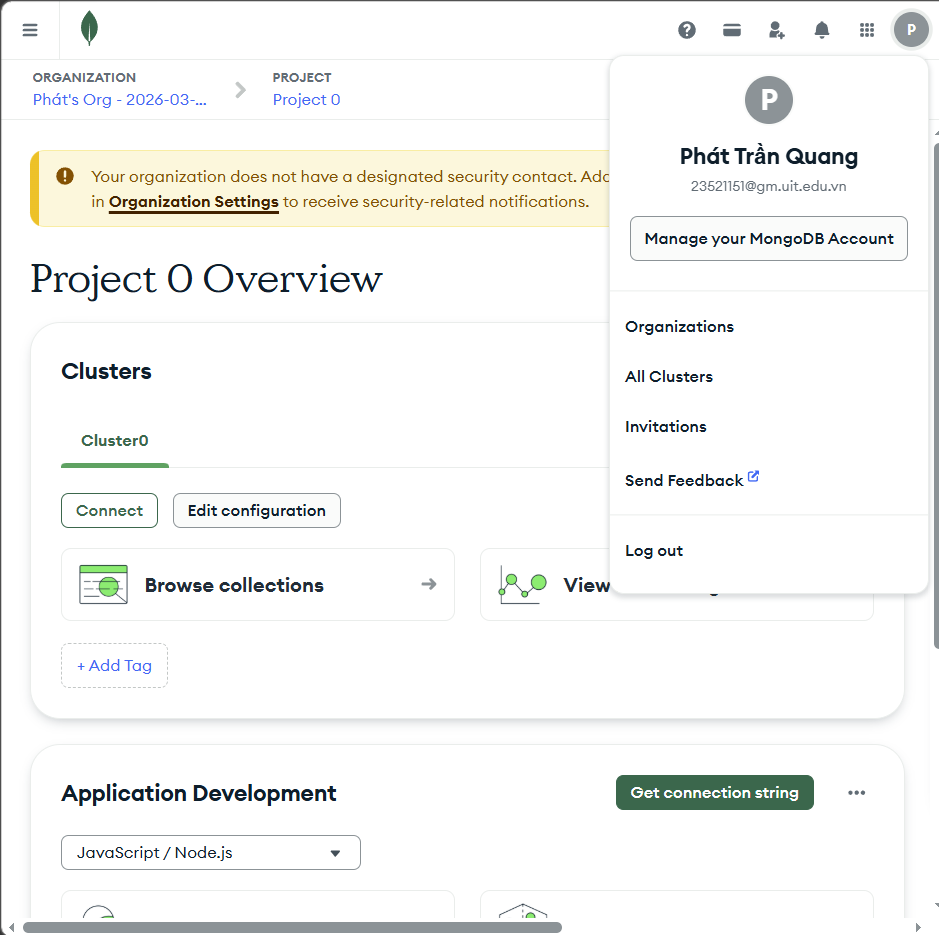 P
ORGANIZATION
Phát's Org - 2026-03-...
PROJECT
Project 0
Your organization does not have a designated security contact. Add
in Organization Settings to receive security-related notifications.
P
Phát Trần Quang
23521151@gm.uit.edu.vn
Manage your MongoDB Account
Organizations
All Clusters
Invitations
Send Feedback
Log out
Project 0 Overview
Clusters
Cluster0
Connect
Edit configuration
Browse collections
View
+ Add Tag
Application Development
Get connection string
JavaScript / Node.js